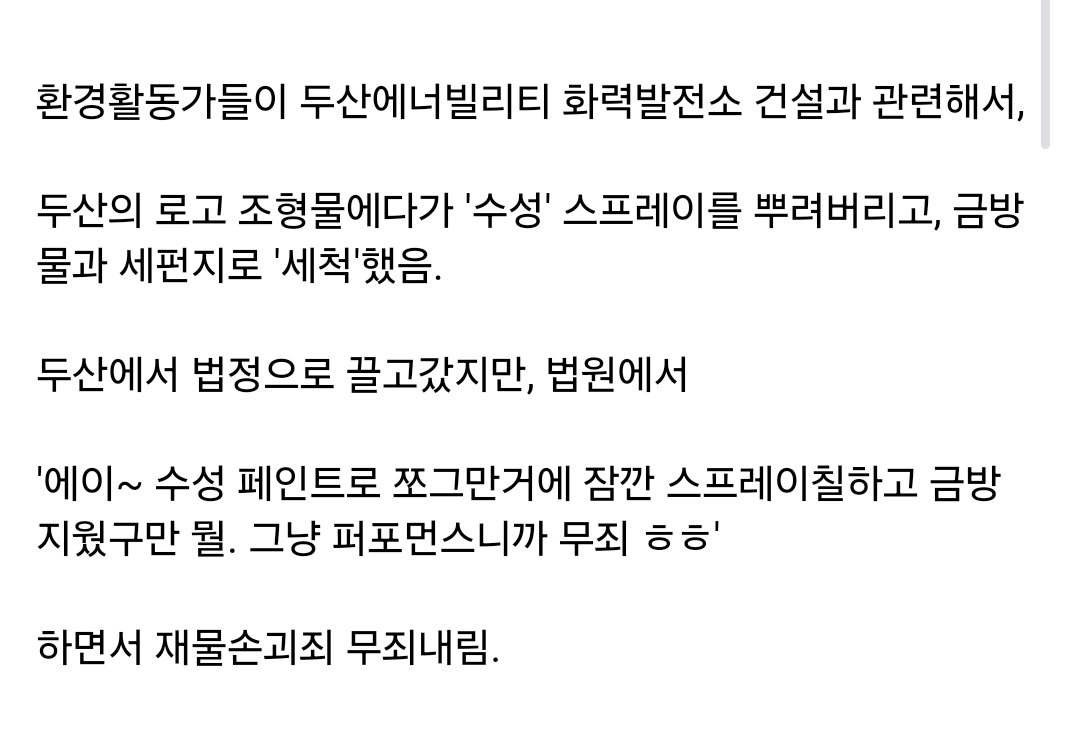 환경활동가들이 두산에너빌리티 화력발전소 건설과 관련해서,
두산의 로고 조형물에다가 '수성' 스프레이를 뿌려버리고, 금방
물과 세펀지로 '세척'했음.
두산에서 법정으로 끌고갔지만, 법원에서
'에이~ 수성 페인트로 쪼그만거에 잠깐 스프레이칠하고 금방
지웠구만 뭘. 그냥 퍼포먼스니까 무죄 ㅎㅎ'
하면서 재물손괴죄 무죄내림.